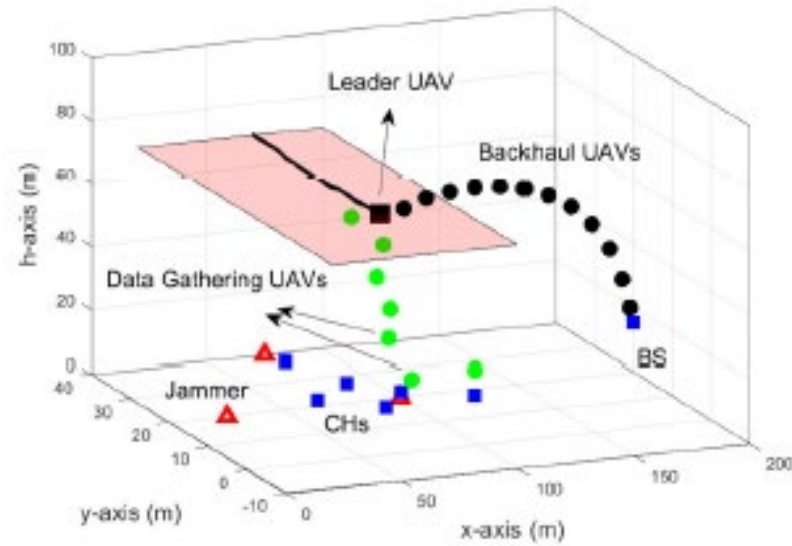 100
80
60
40
20
0
h-axis (m)
Leader UAV
Backhaul UAVs
Data Gathering UAVs
Jammer
CHs
BS
40
30
20
10
0
-10
y-axis (m)
0
50
100
150
200
x-axis (m)